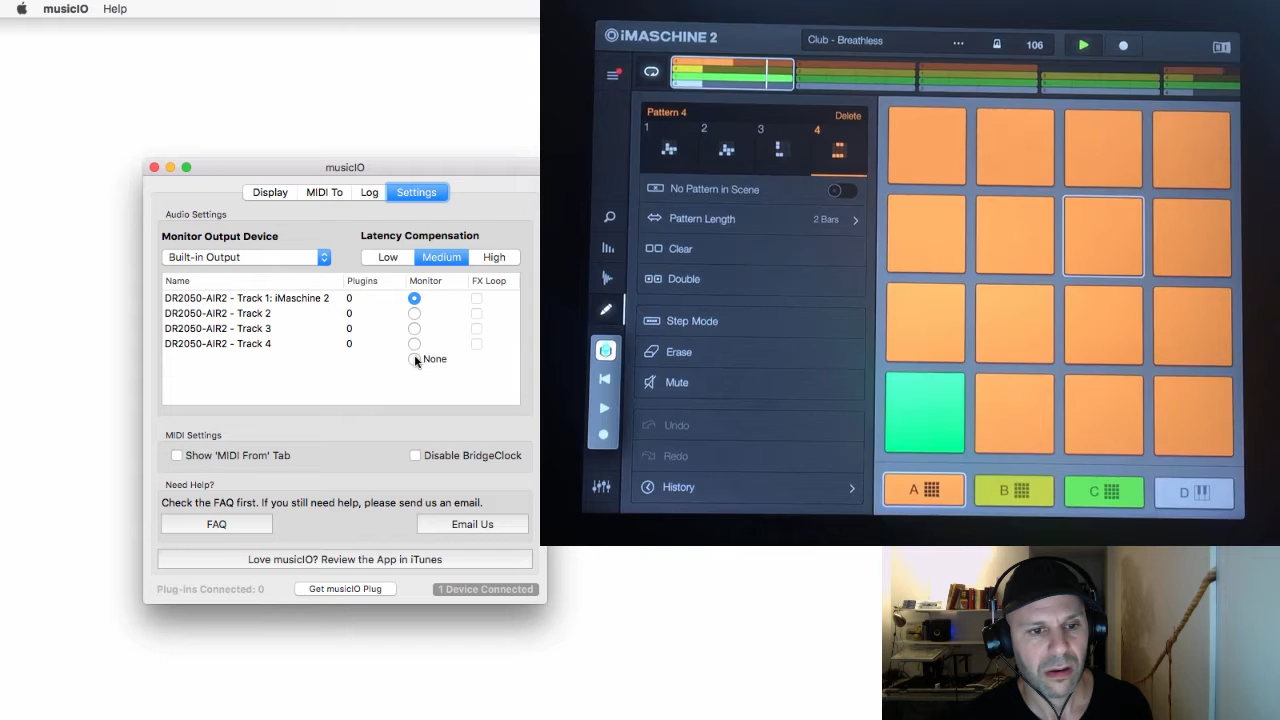 musicIO Help
musicIO
Display MIDI To Log Settings
Audio Settings
Monitor Output Device Latency Compensation
Built-in Output Low Medium High
Name Plugins Monitor FX Loop
DR2050-AIR2 - Track 1: iMaschine 2 0
DR2050-AIR2 - Track 2 0
DR2050-AIR2 - Track 3 0
DR2050-AIR2 - Track 4 0
None
MIDI Settings
Show 'MIDI From' Tab Disable BridgeClock
Need Help?
Check the FAQ first. If you still need help, please send us an email.
FAQ Email Us
Love musicIO? Review the App in iTunes
Plug-ins Connected: 0 Get musicIO Plug 1 Device Connected
iMASCHINE 2 Club - Breathless ... 106
Pattern 4 Delete
1 2 3 4
No Pattern in Scene
Pattern Length 2 Bars
Clear
Double
Step Mode
Erase
Mute
Undo
Redo
History
A B C D